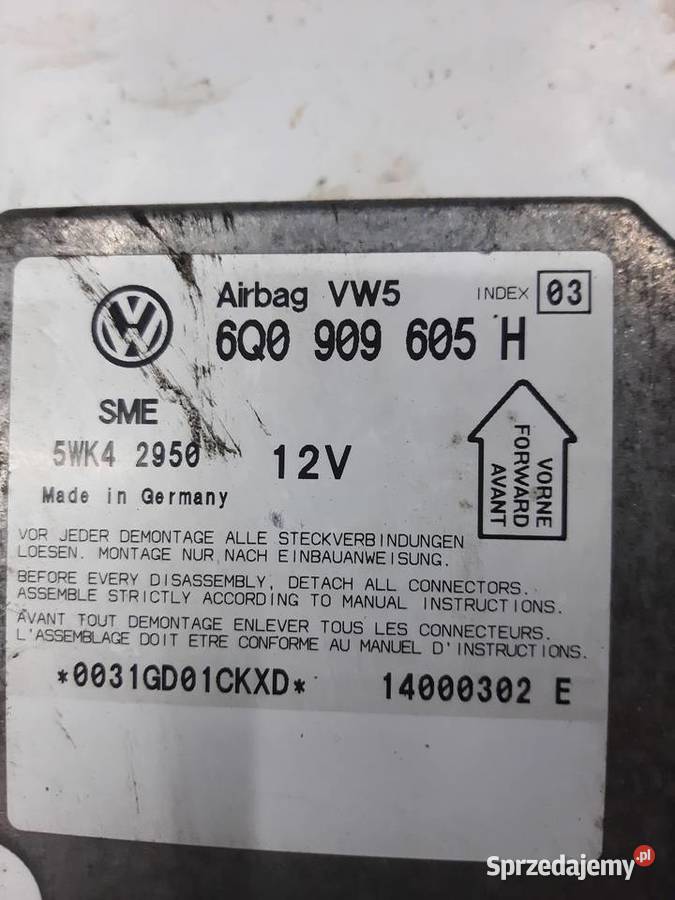 Airbag VW5 INDEX 03
6Q0 909 605 H
SME
5WK4 2950 12V
Made in Germany
VORNE
FORWARD
AVANT
VOR JEDER DEMONTAGE ALLE STECKVERBINDUNGEN
LOESEN. MONTAGE NUR NACH EINBAUANWEISUNG.
BEFORE EVERY DISASSEMBLY, DETACH ALL CONNECTORS.
ASSEMBLE STRICTLY ACCORDING TO MANUAL INSTRUCTIONS.
AVANT TOUT DEMONTAGE ENLEVER TOUS LES CONNECTEURS.
L'ASSEMBLAGE DOIT ETRE CONFORME AU MANUEL D'INSTRUCTIONS.
*0031GD01CKXD* 14000302 E
Sprzedajemy.pl